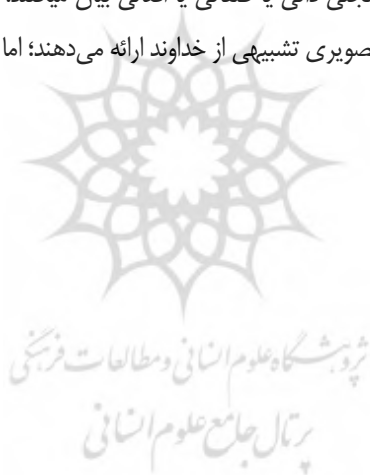 تجلی ذاتی یا صفاتی یا افعالی بیان می‌کنند
صویری تشبیهی از خداوند ارائه می‌دهند؛ اما
پژوهشگاه علوم انسانی و مطالعات فرهنگی
پرتال جامع علوم انسانی